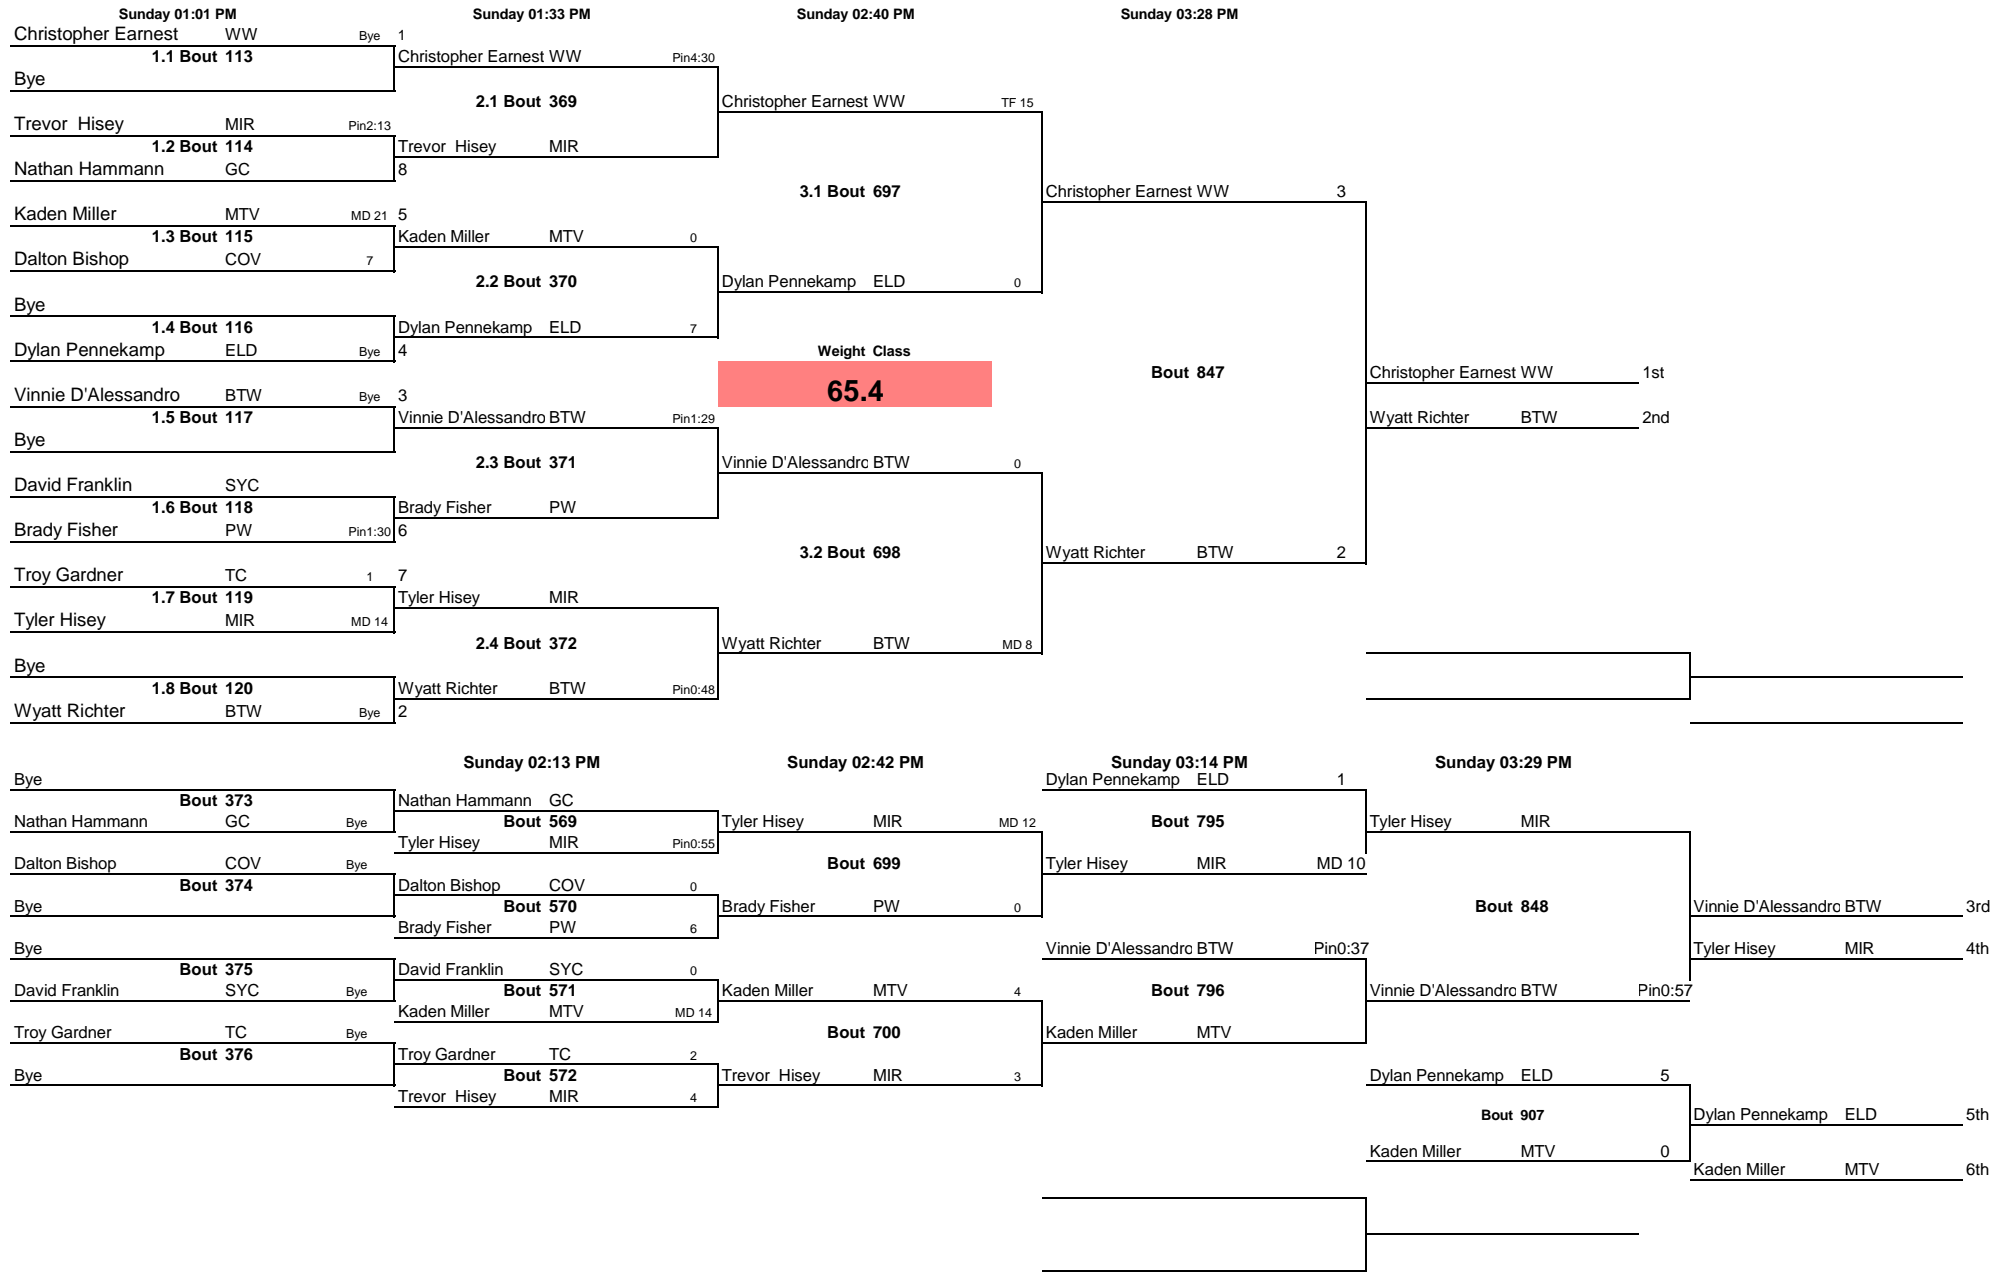 Sunday 01:01 PM Sunday 01:33 PM Sunday 02:40 PM Sunday 03:28 PM
Christopher Earnest WW Bye 1
1.1 Bout 113 Christopher Earnest WW Pin4:30
Bye
2.1 Bout 369 Christopher Earnest WW TF 15
Trevor Hisey MIR Pin2:13
1.2 Bout 114 Trevor Hisey MIR
Nathan Hammann GC 8
3.1 Bout 697 Christopher Earnest WW 3
Kaden Miller MTV MD 21 5
1.3 Bout 115 Kaden Miller MTV 0
Dalton Bishop COV 7
2.2 Bout 370 Dylan Pennekamp ELD 0
Bye
1.4 Bout 116 Dylan Pennekamp ELD 7
Dylan Pennekamp ELD Bye 4 Weight Class
Bout 847 Christopher Earnest WW 1st
65.4
Vinnie D'Alessandro BTW Bye 3
1.5 Bout 117 Vinnie D'Alessandro BTW Pin1:29 Wyatt Richter BTW 2nd
Bye
2.3 Bout 371 Vinnie D'Alessandro BTW 0
David Franklin SYC
1.6 Bout 118 Brady Fisher PW
Brady Fisher PW Pin1:30 6
3.2 Bout 698 Wyatt Richter BTW 2
Troy Gardner TC 1 7
1.7 Bout 119 Tyler Hisey MIR
Tyler Hisey MIR MD 14
2.4 Bout 372 Wyatt Richter BTW MD 8
Bye
1.8 Bout 120 Wyatt Richter BTW Pin0:48
Wyatt Richter BTW Bye 2
Sunday 02:13 PM Sunday 02:42 PM Sunday 03:14 PM Sunday 03:29 PM
Bye Dylan Pennekamp ELD 1
Bout 373 Nathan Hammann GC
Nathan Hammann GC Bye Bout 569 Tyler Hisey MIR MD 12 Bout 795 Tyler Hisey MIR
Tyler Hisey MIR Pin0:55
Dalton Bishop COV Bye Bout 699 Tyler Hisey MIR MD 10
Bout 374 Dalton Bishop COV 0
Bye Bout 570 Brady Fisher PW 0 Bout 848 Vinnie D'Alessandro BTW 3rd
Brady Fisher PW 6
Bye Vinnie D'Alessandro BTW Pin0:37 Tyler Hisey MIR 4th
Bout 375 David Franklin SYC 0
David Franklin SYC Bye Bout 571 Kaden Miller MTV 4 Bout 796 Vinnie D'Alessandro BTW Pin0:57
Kaden Miller MTV MD 14
Troy Gardner TC Bye Bout 700 Kaden Miller MTV
Bout 376 Troy Gardner TC 2
Bye Bout 572 Trevor Hisey MIR 3 Dylan Pennekamp ELD 5
Trevor Hisey MIR 4
Bout 907 Dylan Pennekamp ELD 5th
Kaden Miller MTV 0
Kaden Miller MTV 6th